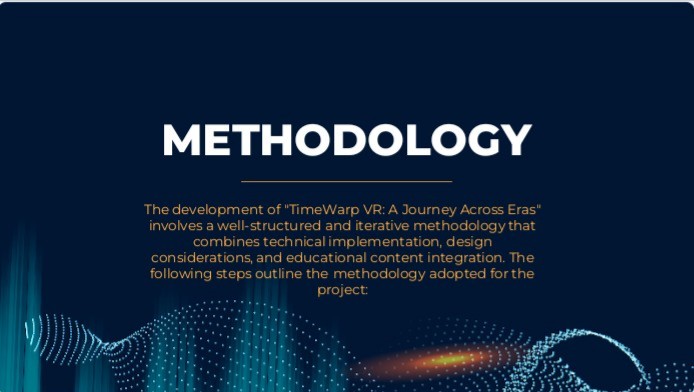 METHODOLOGY
The development of "TimeWarp VR: A Journey Across Eras"
involves a well-structured and iterative methodology that
combines technical implementation, design
considerations, and educational content integration. The
following steps outline the methodology adopted for the
project: